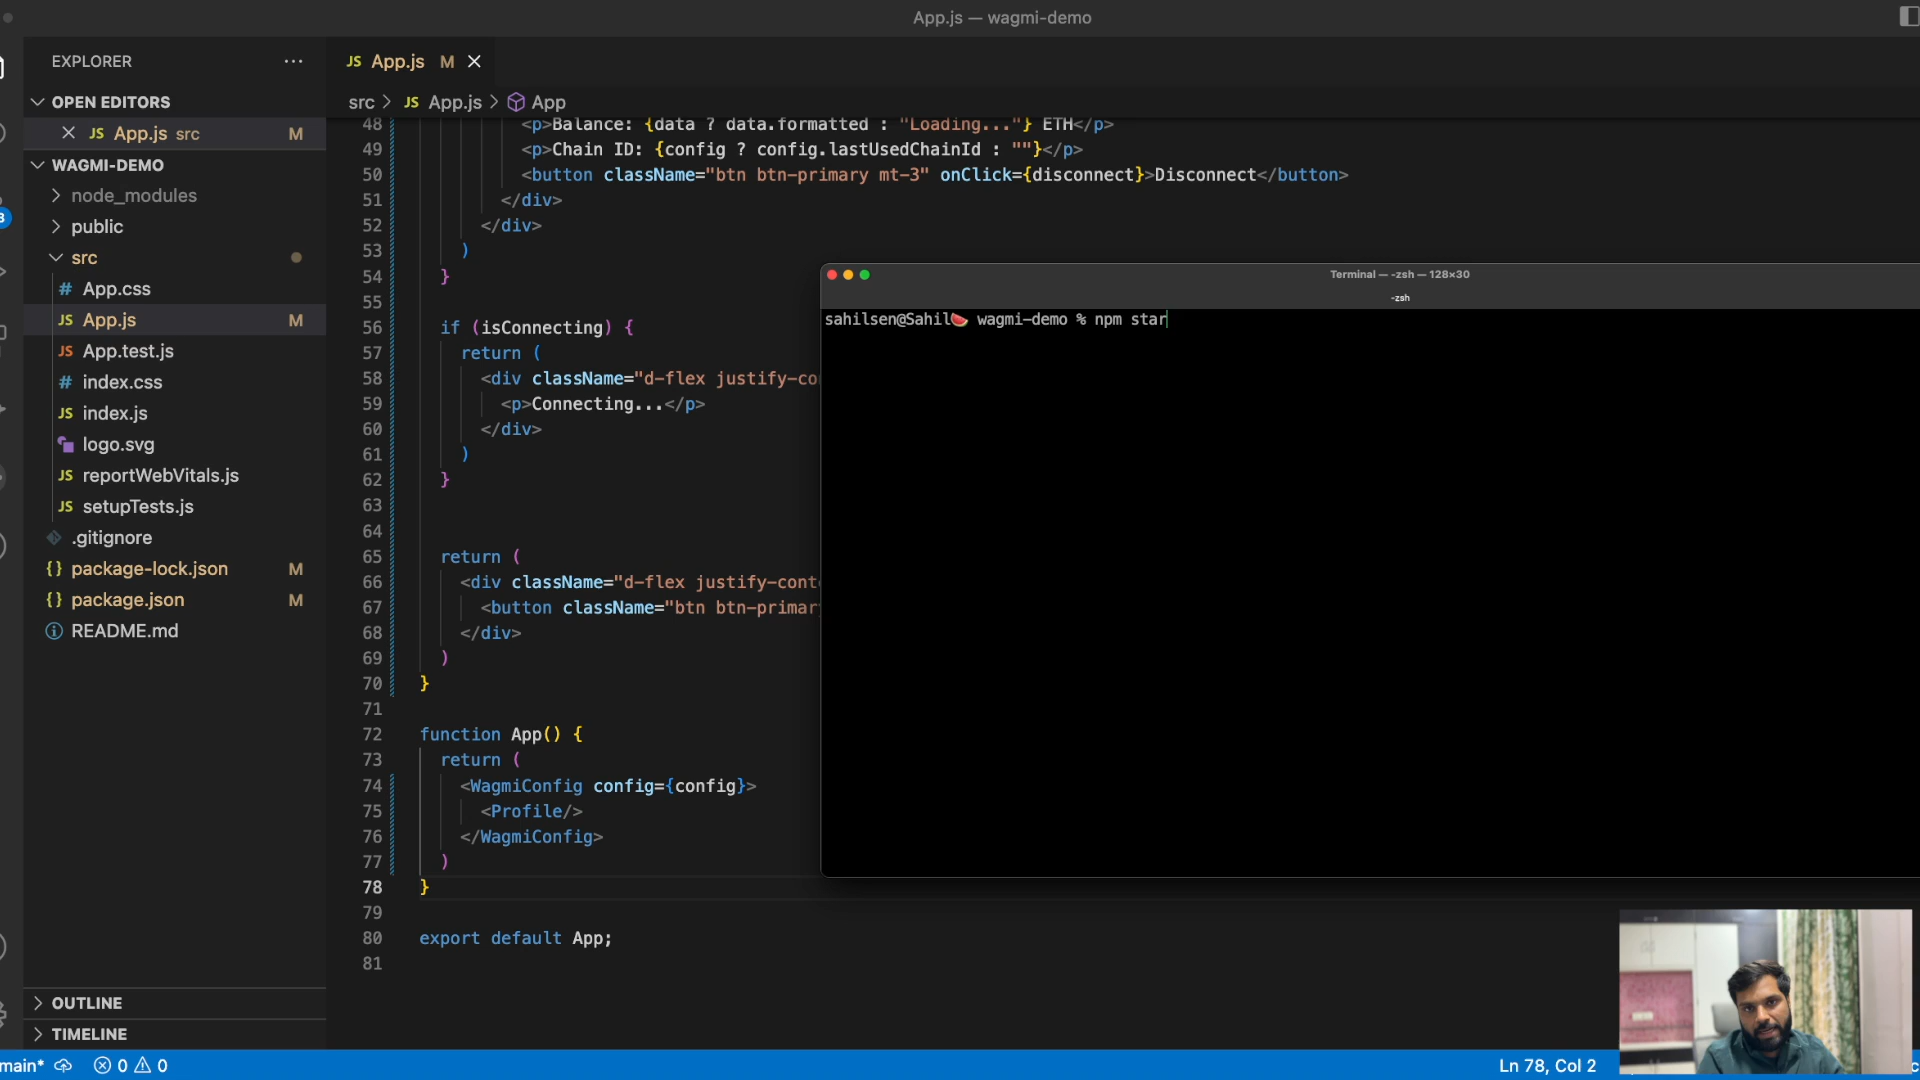 App.js — wagmi-demo
EXPLORER
OPEN EDITORS
JS App.js src M
WAGMI-DEMO
node_modules
public
src
# App.css
JS App.js M
JS App.test.js
# index.css
JS index.js
logo.svg
JS reportWebVitals.js
JS setupTests.js
.gitignore
{} package-lock.json M
{} package.json M
README.md
OUTLINE
TIMELINE
JS App.js M
src > JS App.js > App
48 <p>Balance: {data ? data.formatted : "Loading..."} ETH</p>
49 <p>Chain ID: {config ? config.lastUsedChainId : ""}</p>
50 <button className="btn btn-primary mt-3" onClick={disconnect}>Disconnect</button>
51 </div>
52 </div>
53 )
54 }
55
56 if (isConnecting) {
57 return (
58 <div className="d-flex justify-co
59 <p>Connecting...</p>
60 </div>
61 )
62 }
63
64
65 return (
66 <div className="d-flex justify-cont
67 <button className="btn btn-primar
68 </div>
69 )
70 }
71
72 function App() {
73 return (
74 <WagmiConfig config={config}>
75 <Profile/>
76 </WagmiConfig>
77 )
78 }
79
80 export default App;
81
Terminal — -zsh — 128×30
-zsh
sahilsen@Sahil🍉 wagmi-demo % npm star
main* 0 0
Ln 78, Col 2